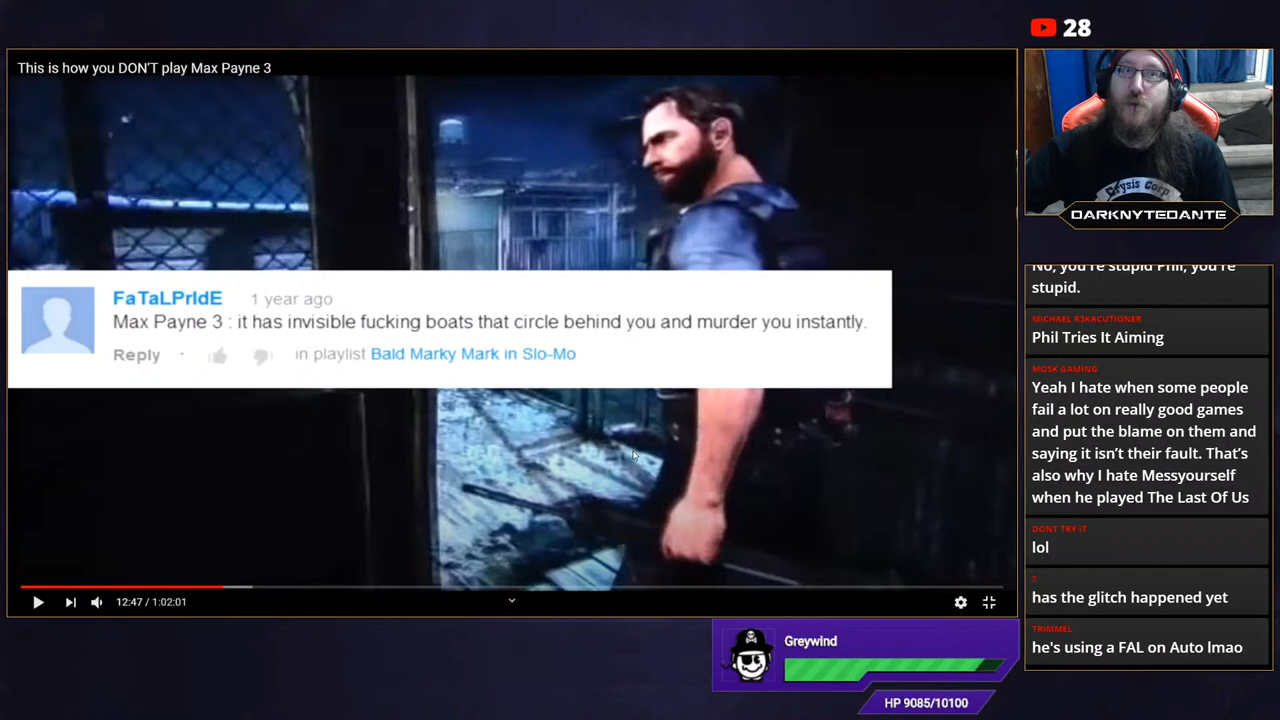 28
This is how you DON'T play Max Payne 3
Crysis Corp.
DARKNYTEDANTE
FaTaLPrIdE 1 year ago
Max Payne 3 : it has invisible fucking boats that circle behind you and murder you instantly.
Reply · in playlist Bald Marky Mark in Slo-Mo
No, you're stupid Phil, you're
stupid.
MICHAEL R3KACUTIONER
Phil Tries It Aiming
MOSK GAMING
Yeah I hate when some people
fail a lot on really good games
and put the blame on them and
saying it isn't their fault. That's
also why I hate Messyourself
when he played The Last Of Us
DONT TRY IT
lol
?
has the glitch happened yet
TRIMMEL
he's using a FAL on Auto lmao
12:47 / 1:02:01
Greywind
HP 9085/10100